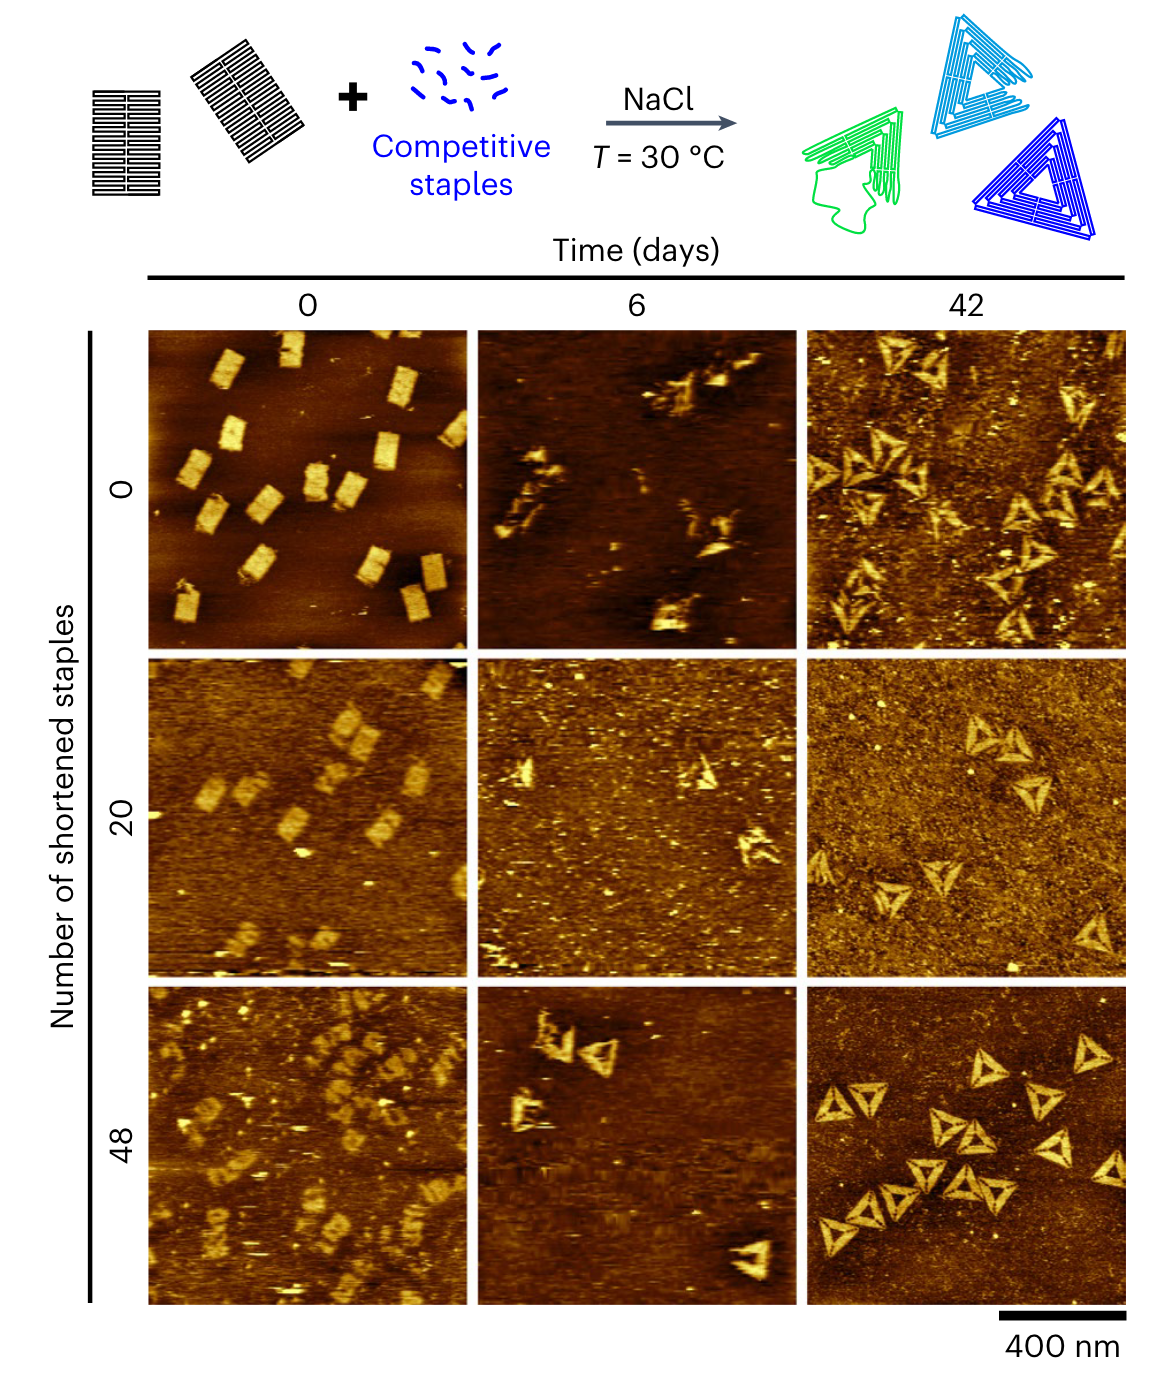 NaCl
T = 30 °C
Competitive
staples
Time (days)
0
6
42
Number of shortened staples
0
20
48
400 nm